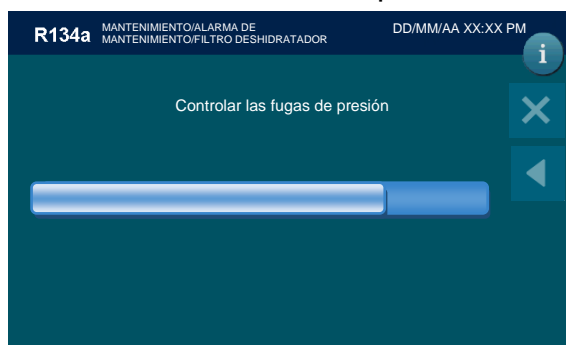 R134a
MANTENIMIENTO/ALARMA DE
MANTENIMIENTO/FILTRO DESHIDRATADOR
DD/MM/AA XX:XX PM
i
Controlar las fugas de presión